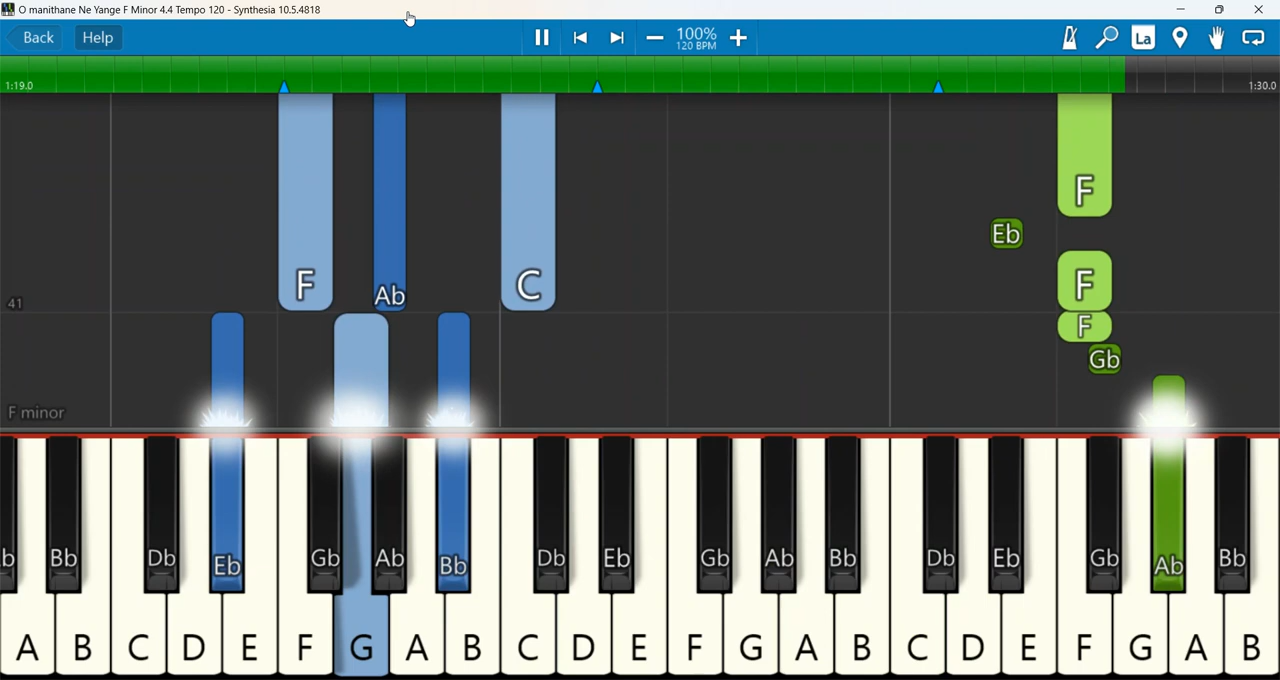 O manithane Ne Yange F Minor 4.4 Tempo 120 - Synthesia 10.5.4818
Back Help 100% La
120 BPM
1:19.0 1:30.0
F
Eb
F C F
Ab
41
F
Gb
F minor
b Bb Db Eb Gb Ab Bb Db Eb Gb Ab Bb Db Eb Gb Ab Bb
A B C D E F G A B C D E F G A B C D E F G A B